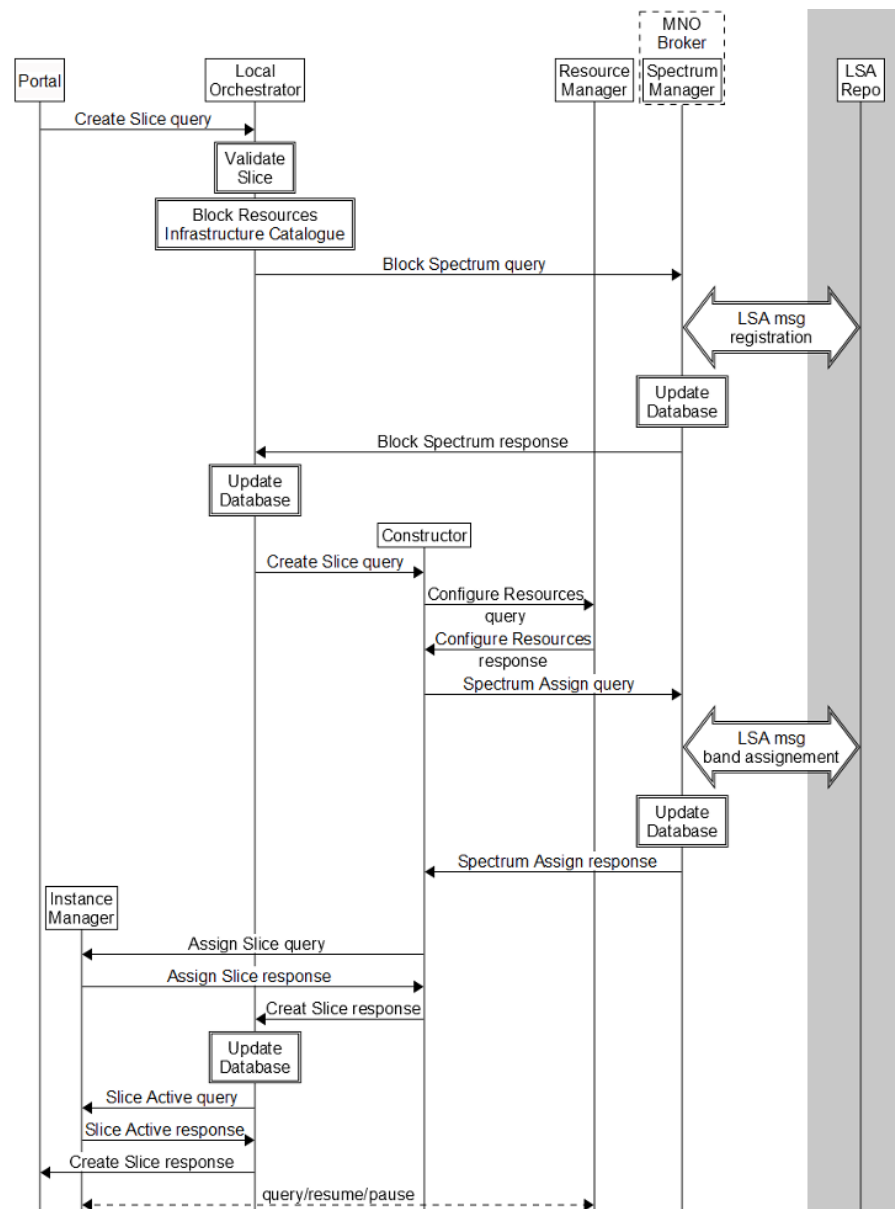 MNO
Broker
Portal
Local
Orchestrator
Resource
Manager
Spectrum
Manager
LSA
Repo
Create Slice query
Validate
Slice
Block Resources
Infrastructure Catalogue
Block Spectrum query
LSA msg
registration
Update
Database
Block Spectrum response
Update
Database
Constructor
Create Slice query
Configure Resources
query
Configure Resources
response
Spectrum Assign query
LSA msg
band assignement
Update
Database
Spectrum Assign response
Instance
Manager
Assign Slice query
Assign Slice response
Creat Slice response
Update
Database
Slice Active query
Slice Active response
Create Slice response
query/resume/pause